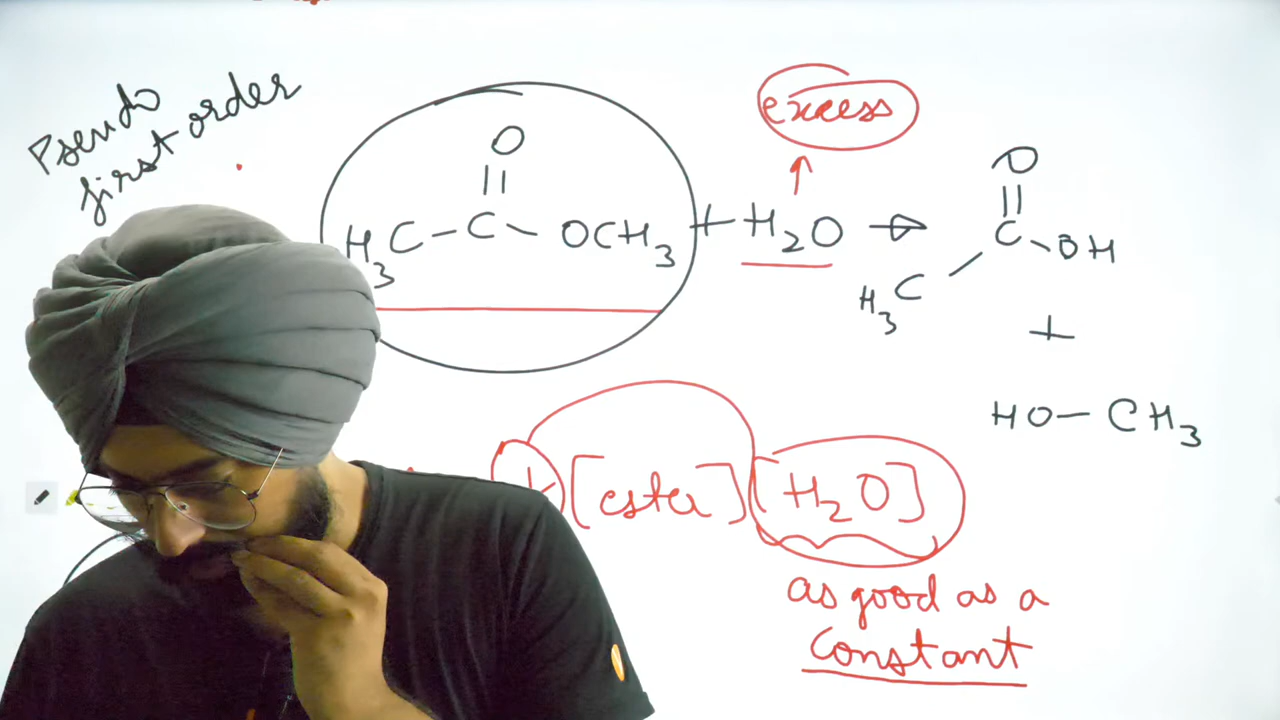 Pseudo
first order
excess
O
||
H3C-C-OCH3 + H2O →
O
||
C-OH
H3C
+
HO-CH3
k [ester] [H2O]
as good as a
constant